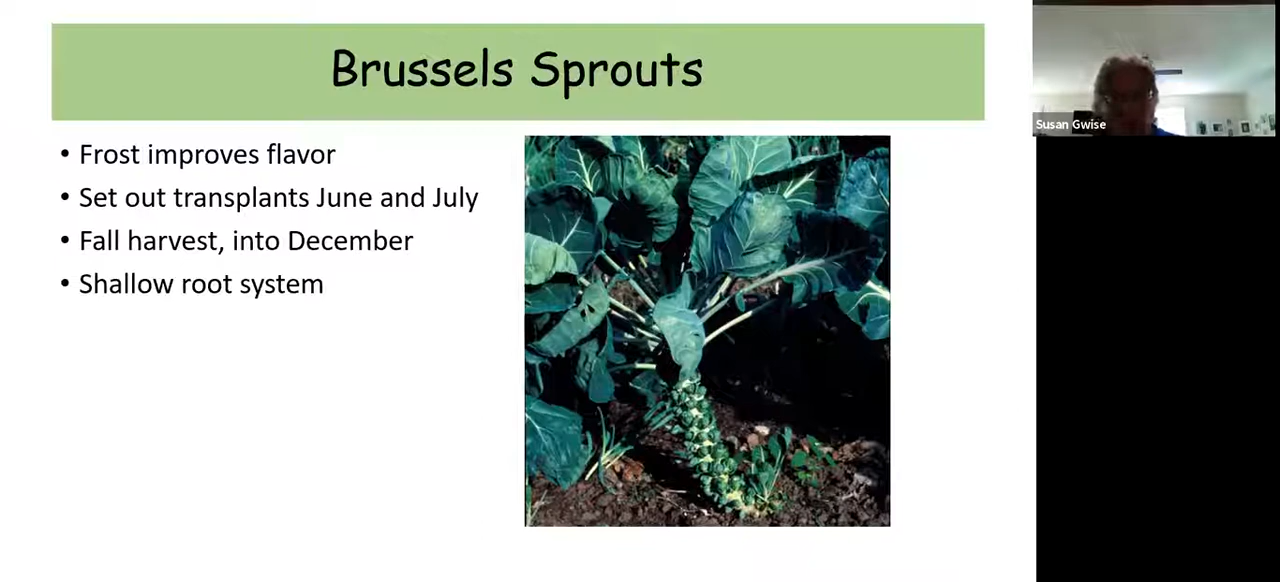 Brussels Sprouts
• Frost improves flavor
• Set out transplants June and July
• Fall harvest, into December
• Shallow root system
Susan Gwise